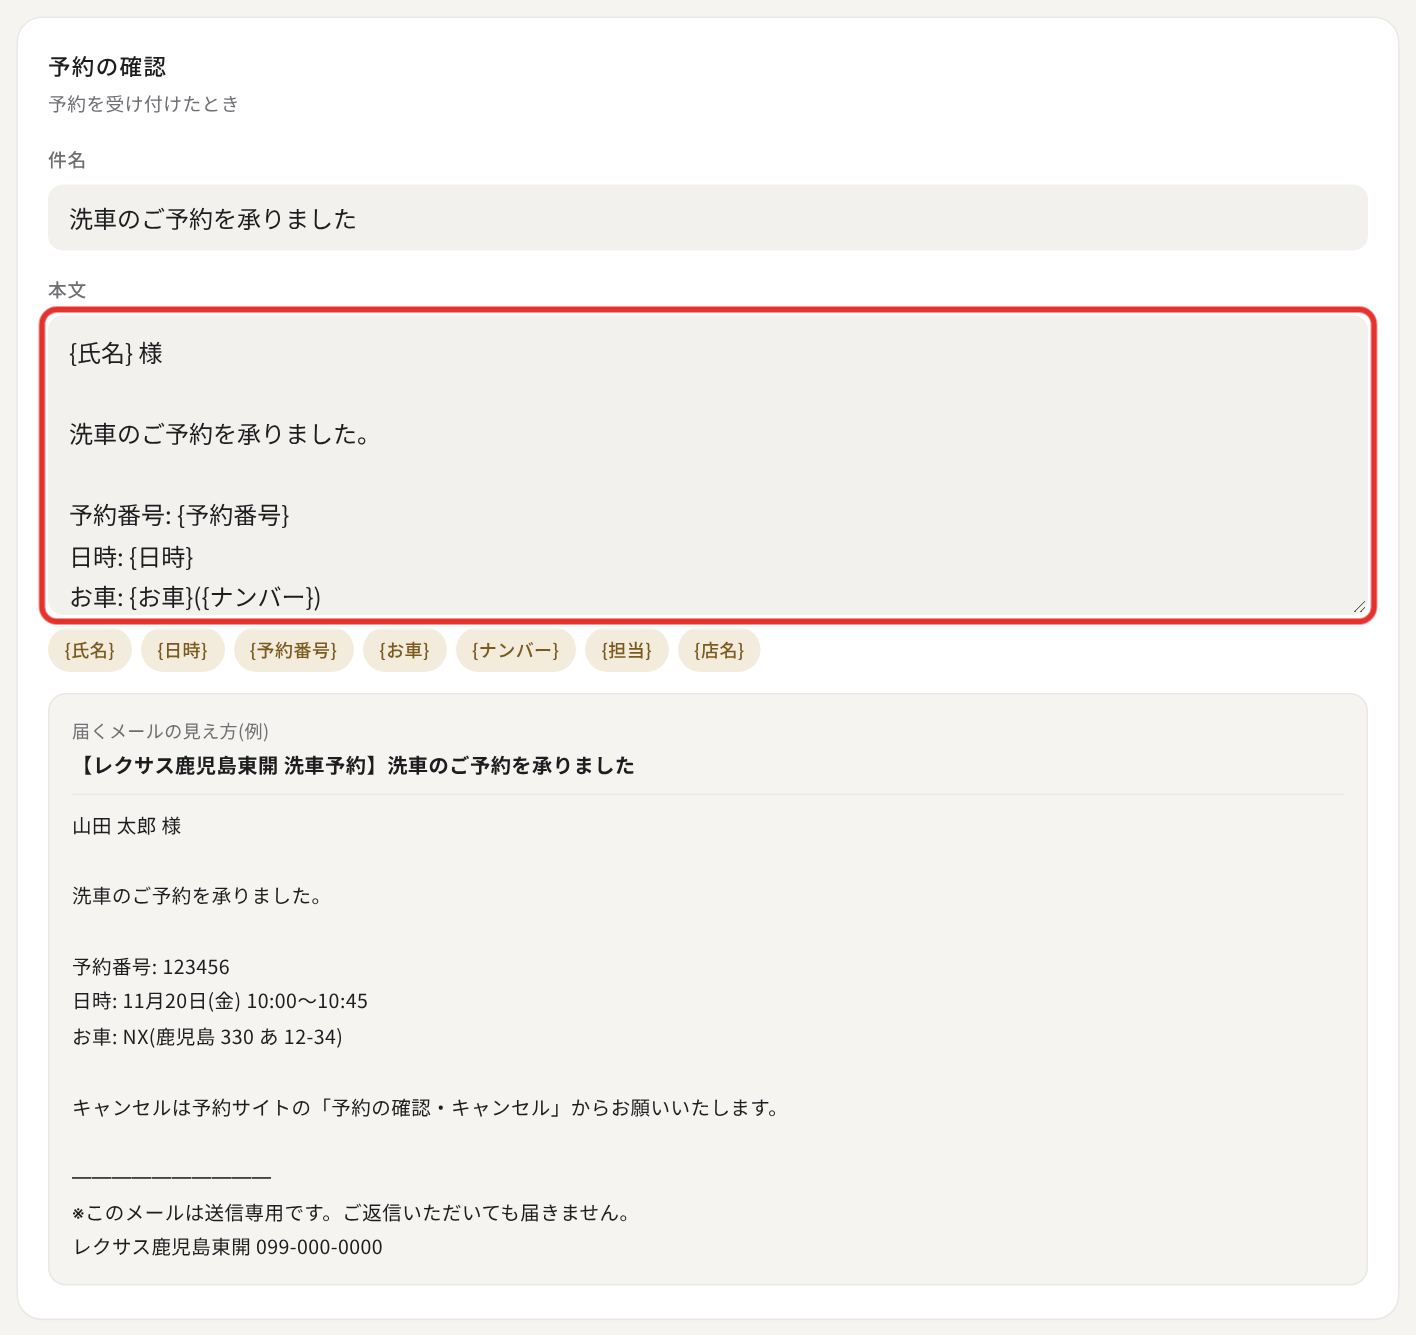 予約の確認
予約を受け付けたとき
件名
洗車のご予約を承りました
本文
{氏名} 様
洗車のご予約を承りました。
予約番号: {予約番号}
日時: {日時}
お車: {お車}({ナンバー})
{氏名} {日時} {予約番号} {お車} {ナンバー} {担当} {店名}
届くメールの見え方(例)
【レクサス鹿児島東開 洗車予約】洗車のご予約を承りました
山田 太郎 様
洗車のご予約を承りました。
予約番号: 123456
日時: 11月20日(金) 10:00〜10:45
お車: NX(鹿児島 330 あ 12-34)
キャンセルは予約サイトの「予約の確認・キャンセル」からお願いいたします。
――――――――――
※このメールは送信専用です。ご返信いただいても届きません。
レクサス鹿児島東開 099-000-0000